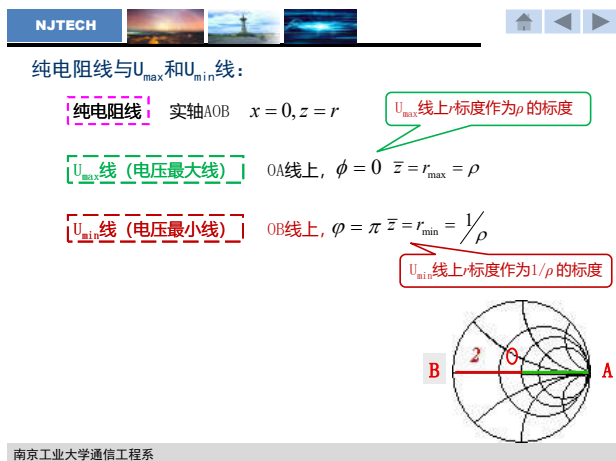 NJTECH
纯电阻线与Umax和Umin线：
纯电阻线 实轴AOB x = 0, z = r
Umax线上r标度作为ρ的标度
Umax线（电压最大线） OA线上，ϕ = 0 z̄ = rmax = ρ
Umin线（电压最小线） OB线上，φ = π z̄ = rmin = 1/ρ
Umin线上r标度作为1/ρ的标度
B 2 O A
南京工业大学通信工程系